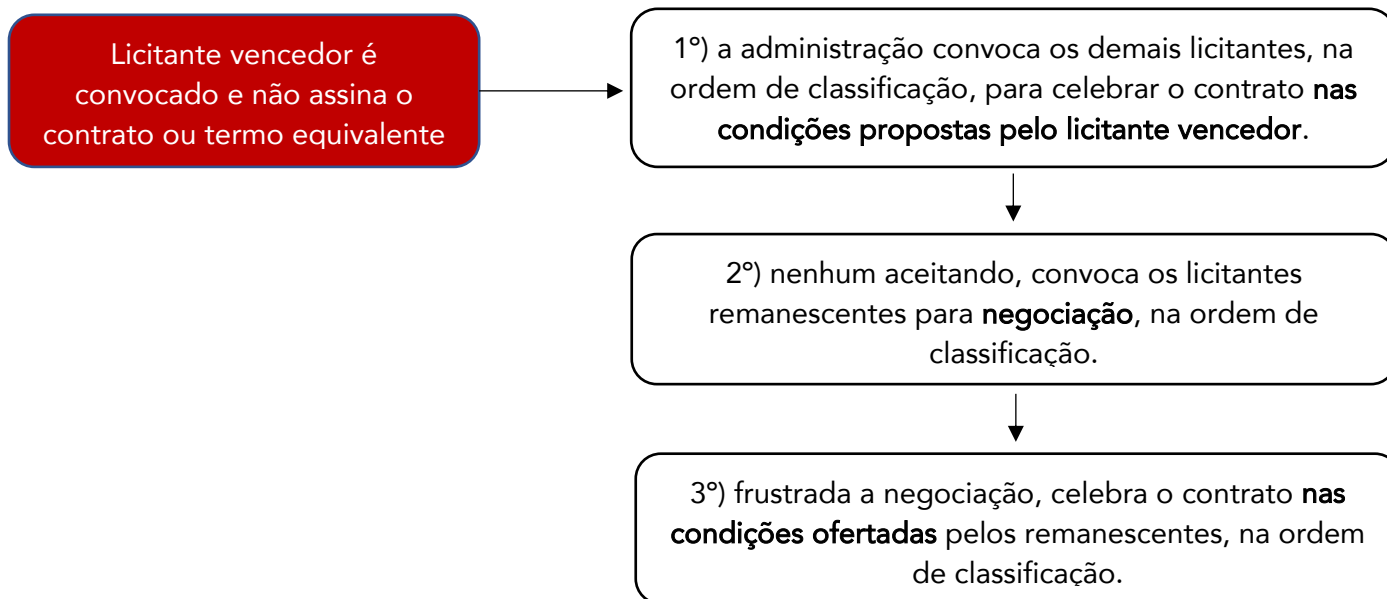 Licitante vencedor é
convocado e não assina o
contrato ou termo equivalente
1º) a administração convoca os demais licitantes, na
ordem de classificação, para celebrar o contrato nas
condições propostas pelo licitante vencedor.
2º) nenhum aceitando, convoca os licitantes
remanescentes para negociação, na ordem de
classificação.
3º) frustrada a negociação, celebra o contrato nas
condições ofertadas pelos remanescentes, na ordem
de classificação.